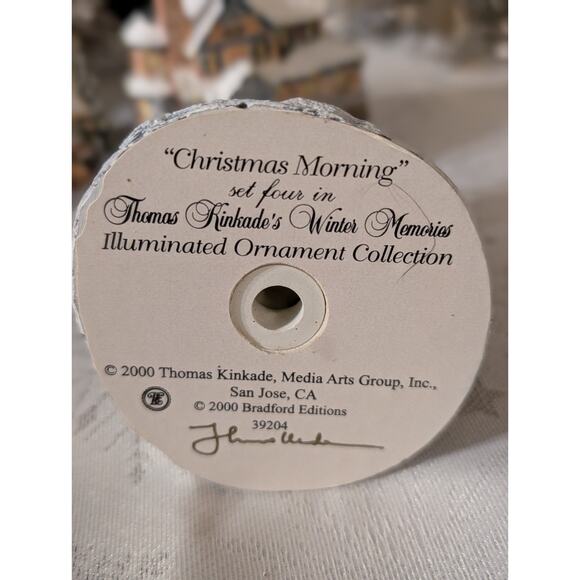 "Christmas Morning"
set four in
Thomas Kinkade's Winter Memories
Illuminated Ornament Collection
© 2000 Thomas Kinkade, Media Arts Group, Inc.,
San Jose, CA
© 2000 Bradford Editions
39204